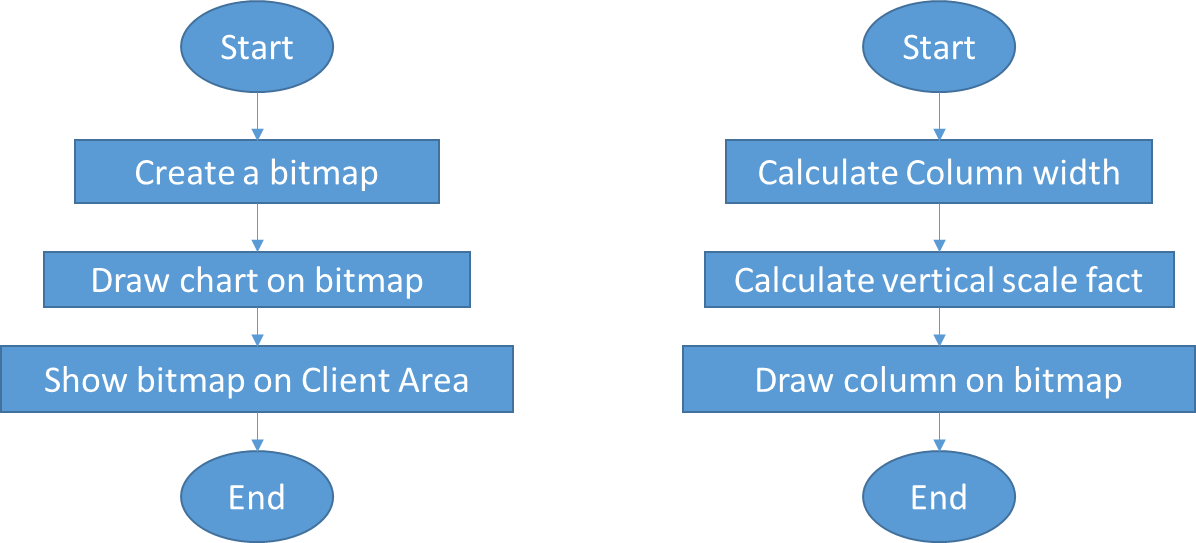 Start
Create a bitmap
Draw chart on bitmap
Show bitmap on Client Area
End
Start
Calculate Column width
Calculate vertical scale fact
Draw column on bitmap
End